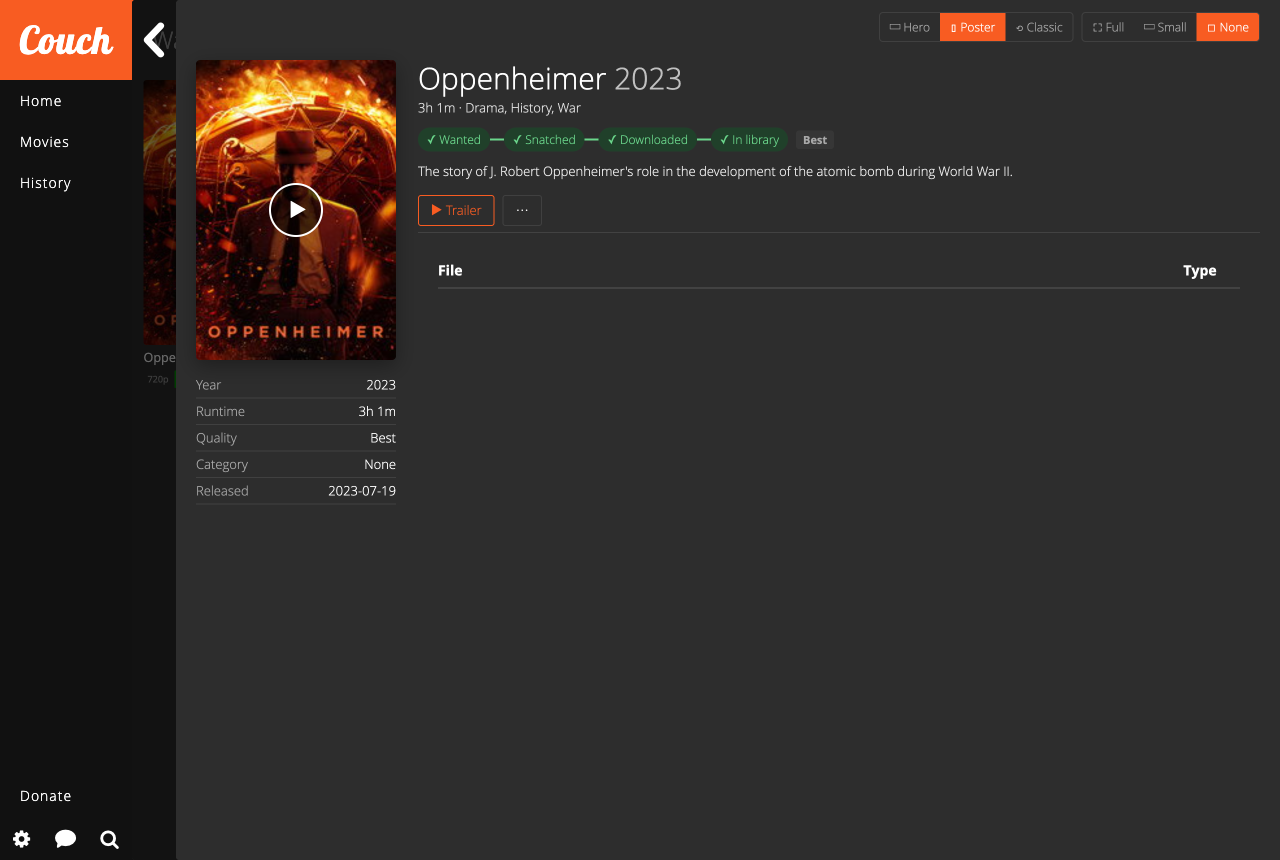 Couch
Home
Movies
History
Donate
Oppe
720p
Hero
Poster
Classic
Full
Small
None
OPPENHEIMER
Oppenheimer 2023
3h 1m · Drama, History, War
✓ Wanted ✓ Snatched ✓ Downloaded ✓ In library Best
The story of J. Robert Oppenheimer's role in the development of the atomic bomb during World War II.
▶ Trailer ...
File Type
Year 2023
Runtime 3h 1m
Quality Best
Category None
Released 2023-07-19